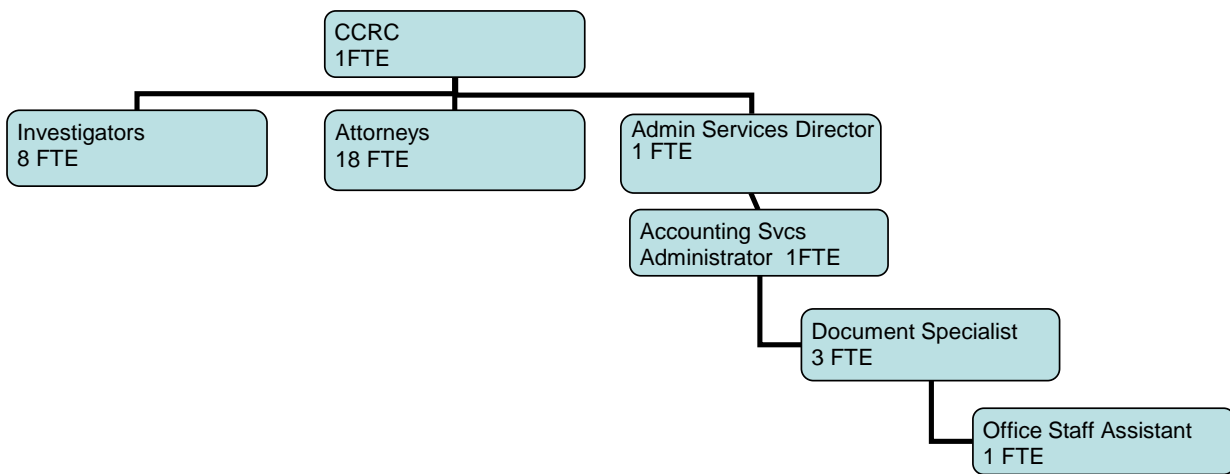 CCRC
1FTE
Investigators
8 FTE
Attorneys
18 FTE
Admin Services Director
1 FTE
Accounting Svcs
Administrator 1FTE
Document Specialist
3 FTE
Office Staff Assistant
1 FTE